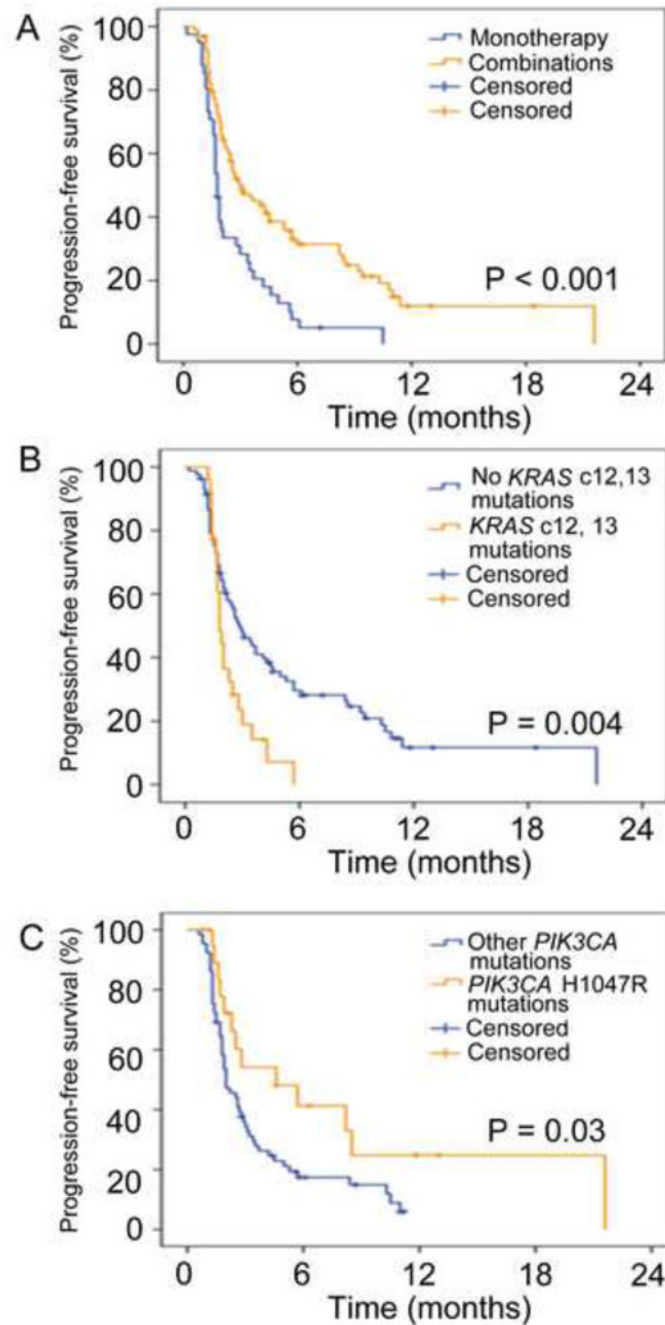 A
Progression-free survival (%)
100
80
60
40
20
0
Monotherapy
Combinations
Censored
Censored
P < 0.001
0 6 12 18 24
Time (months)
B
Progression-free survival (%)
100
80
60
40
20
0
No KRAS c12,13
mutations
KRAS c12, 13
mutations
Censored
Censored
P = 0.004
0 6 12 18 24
Time (months)
C
Progression-free survival (%)
100
80
60
40
20
0
Other PIK3CA
mutations
PIK3CA H1047R
mutations
Censored
Censored
P = 0.03
0 6 12 18 24
Time (months)